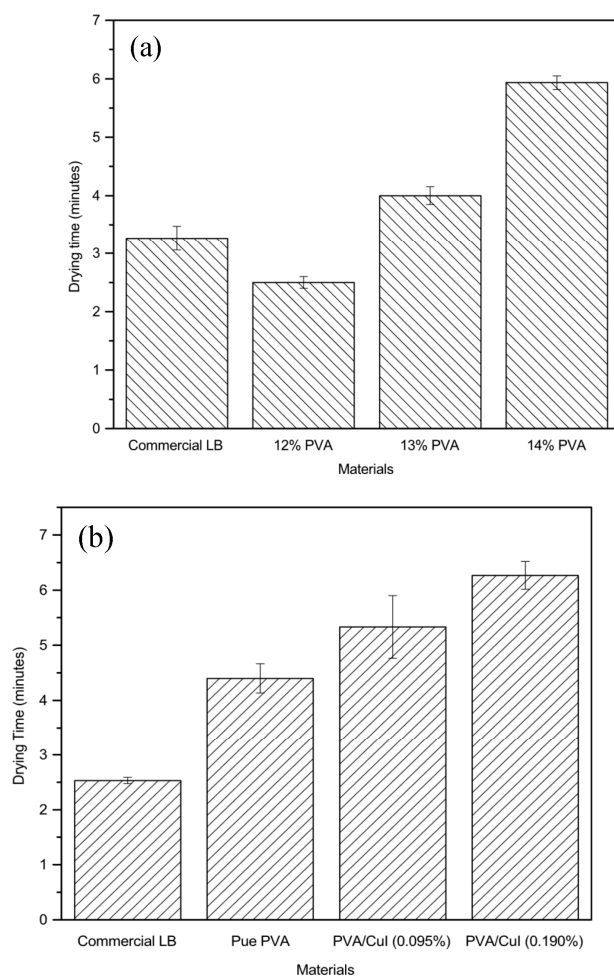 (a)
7
6
5
4
3
2
1
0
Drying time (minutes)
Commercial LB 12% PVA 13% PVA 14% PVA
Materials
(b)
7
6
5
4
3
2
1
0
Drying Time (minutes)
Commercial LB Pue PVA PVA/CuI (0.095%) PVA/CuI (0.190%)
Materials